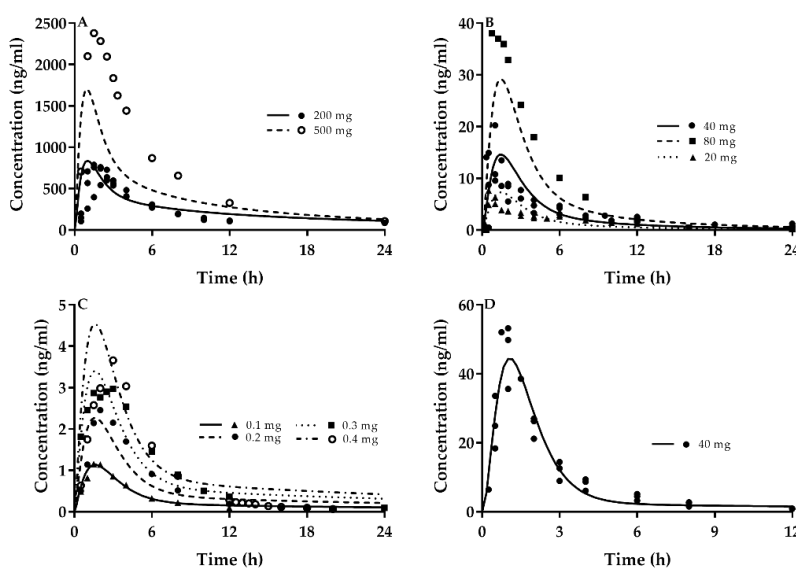 A
Concentration (ng/ml)
2500
2000
1500
1000
500
0
0 6 12 18 24
Time (h)
200 mg
500 mg
B
Concentration (ng/ml)
40
30
20
10
0
0 6 12 18 24
Time (h)
40 mg
80 mg
20 mg
C
Concentration (ng/ml)
5
4
3
2
1
0
0 6 12 18 24
Time (h)
0.1 mg 0.3 mg
0.2 mg 0.4 mg
D
Concentration (ng/ml)
60
40
20
0
0 3 6 9 12
Time (h)
40 mg